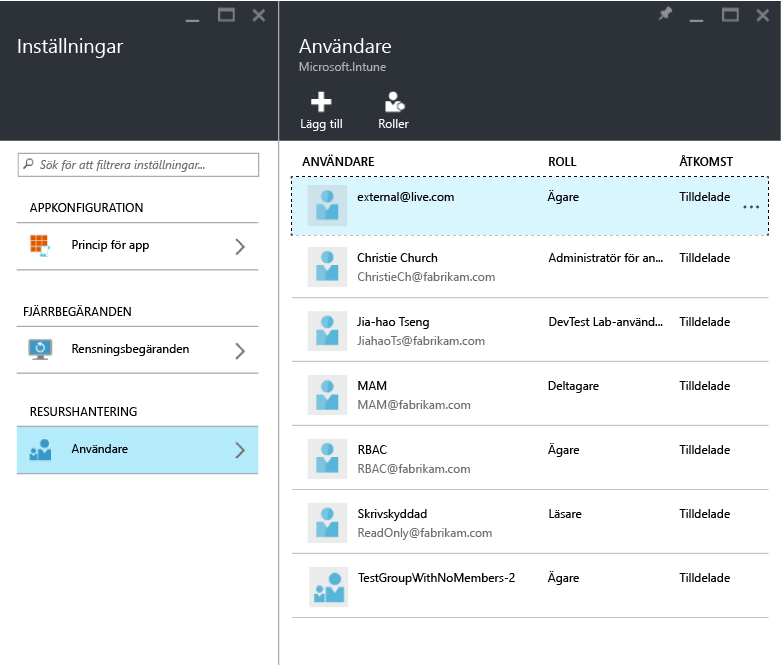 Inställningar
Sök för att filtrera inställningar...
APPKONFIGURATION
Princip för app
FJÄRRBEGÄRANDEN
Rensningsbegäranden
RESURSHANTERING
Användare
Användare
Microsoft.Intune
Lägg till Roller
ANVÄNDARE ROLL ÅTKOMST
external@live.com Ägare Tilldelade ...
Christie Church Administratör för an... Tilldelade
ChristieCh@fabrikam.com
Jia-hao Tseng DevTest Lab-använd... Tilldelade
JiahaoTs@fabrikam.com
MAM Deltagare Tilldelade
MAM@fabrikam.com
RBAC Ägare Tilldelade
RBAC@fabrikam.com
Skrivskyddad Läsare Tilldelade
ReadOnly@fabrikam.com
TestGroupWithNoMembers-2 Ägare Tilldelade